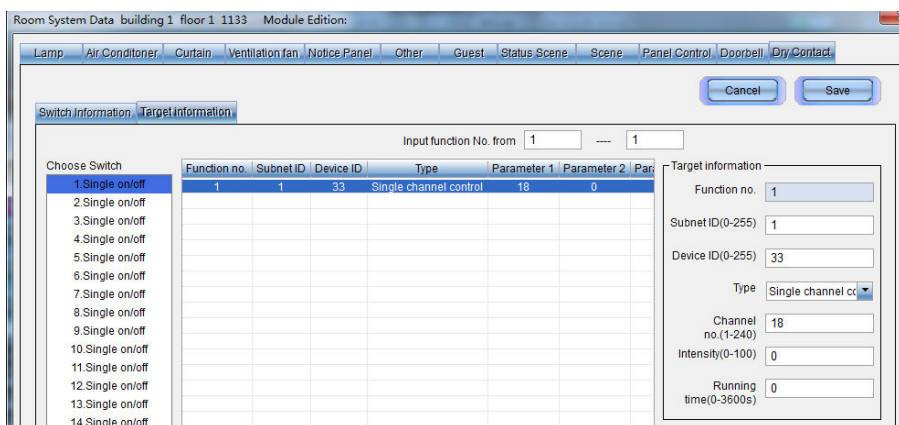 Room System Data building 1 floor 1 1133 Module Edition:
Lamp Air Conditoner Curtain Ventilation fan Notice Panel Other Guest Status Scene Scene Panel Control Doorbell Dry Contact
Cancel Save
Switch Information Target information
Input function No. from 1 ---- 1
Choose Switch
1.Single on/off
2.Single on/off
3.Single on/off
4.Single on/off
5.Single on/off
6.Single on/off
7.Single on/off
8.Single on/off
9.Single on/off
10.Single on/off
11.Single on/off
12.Single on/off
13.Single on/off
14.Single on/off
Function no. Subnet ID Device ID Type Parameter 1 Parameter 2 Par
1 1 33 Single channel control 18 0
Target information
Function no. 1
Subnet ID(0-255) 1
Device ID(0-255) 33
Type Single channel cc
Channel
no.(1-240) 18
Intensity(0-100) 0
Running
time(0-3600s) 0